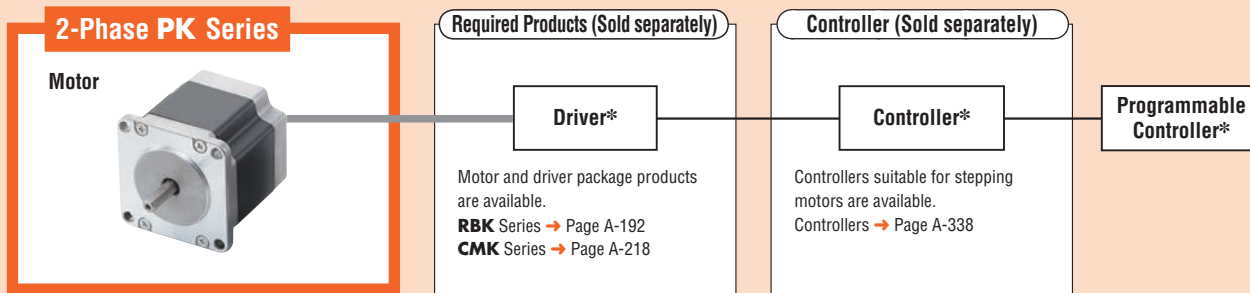 2-Phase PK Series
Motor
Required Products (Sold separately)
Driver*
Motor and driver package products
are available.
RBK Series ➜ Page A-192
CMK Series ➜ Page A-218
Controller (Sold separately)
Controller*
Controllers suitable for stepping
motors are available.
Controllers ➜ Page A-338
Programmable
Controller*